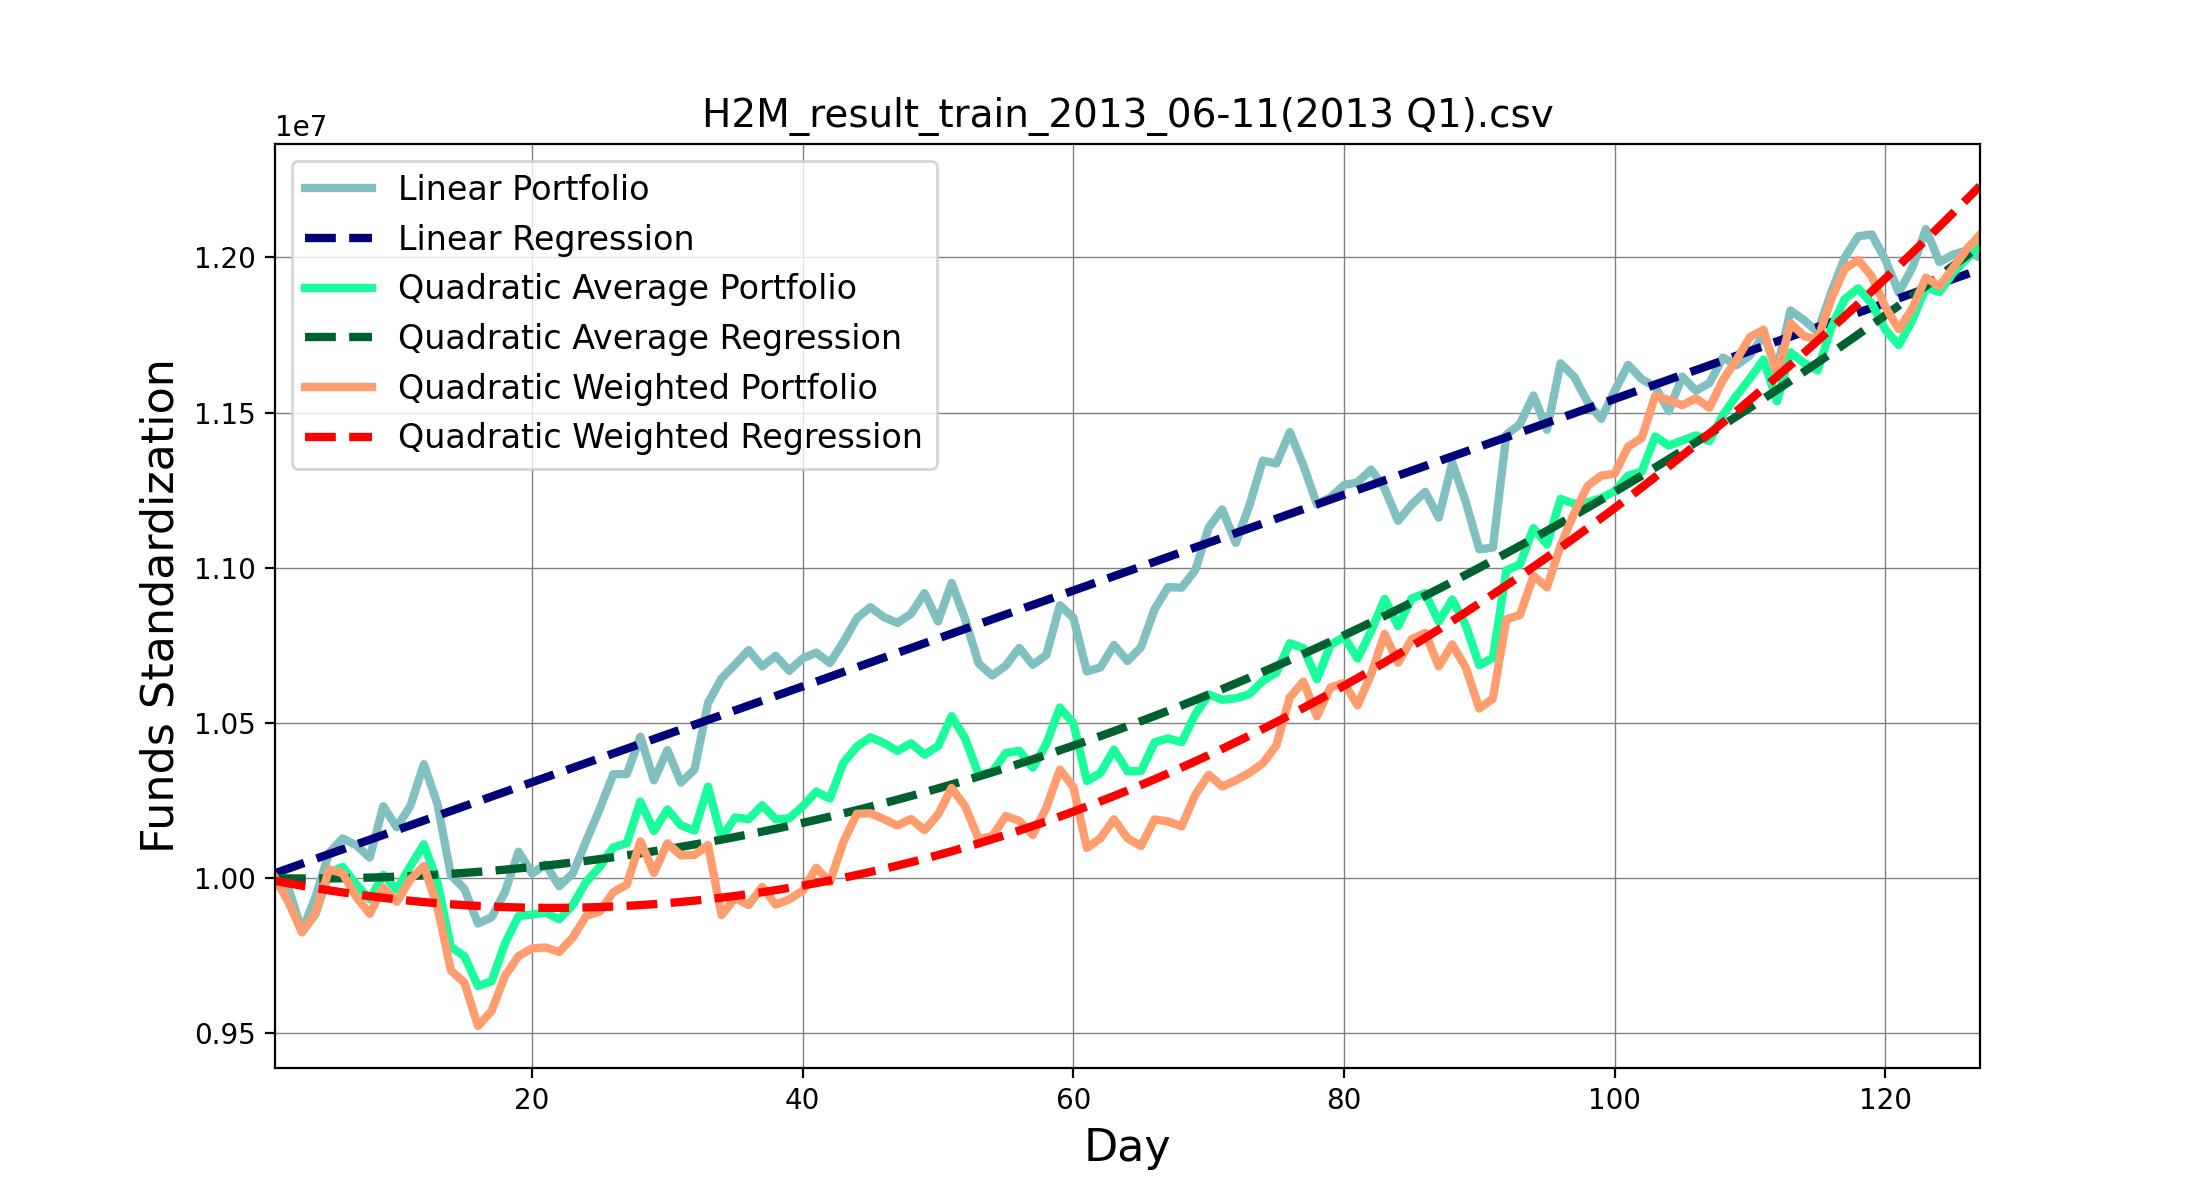 H2M_result_train_2013_06-11(2013 Q1).csv
1e7
Linear Portfolio
Linear Regression
Quadratic Average Portfolio
Quadratic Average Regression
Quadratic Weighted Portfolio
Quadratic Weighted Regression
Funds Standardization
1.20
1.15
1.10
1.05
1.00
0.95
20 40 60 80 100 120
Day